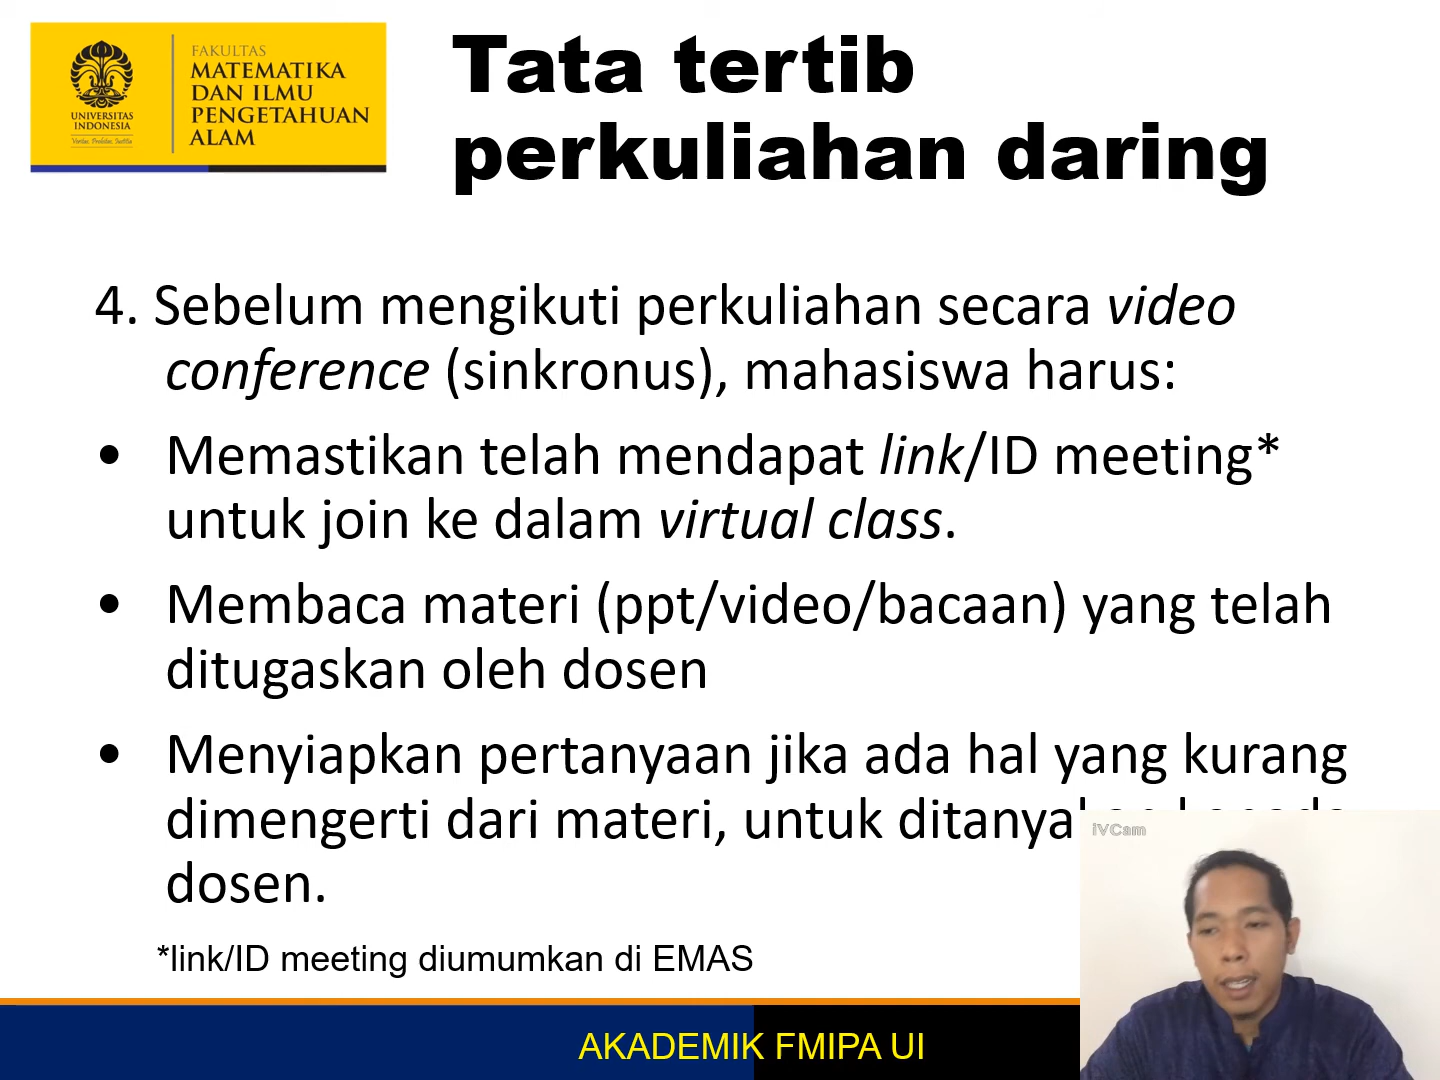 FAKULTAS
MATEMATIKA
DAN ILMU
PENGETAHUAN
ALAM
UNIVERSITAS
INDONESIA
Veritas, Probitas, Iustitia
Tata tertib
perkuliahan daring
4. Sebelum mengikuti perkuliahan secara video
conference (sinkronus), mahasiswa harus:
• Memastikan telah mendapat link/ID meeting*
untuk join ke dalam virtual class.
• Membaca materi (ppt/video/bacaan) yang telah
ditugaskan oleh dosen
• Menyiapkan pertanyaan jika ada hal yang kurang
dimengerti dari materi, untuk
dosen.
iVCam
*link/ID meeting diumumkan di EMAS
AKADEMIK FMIPA UI